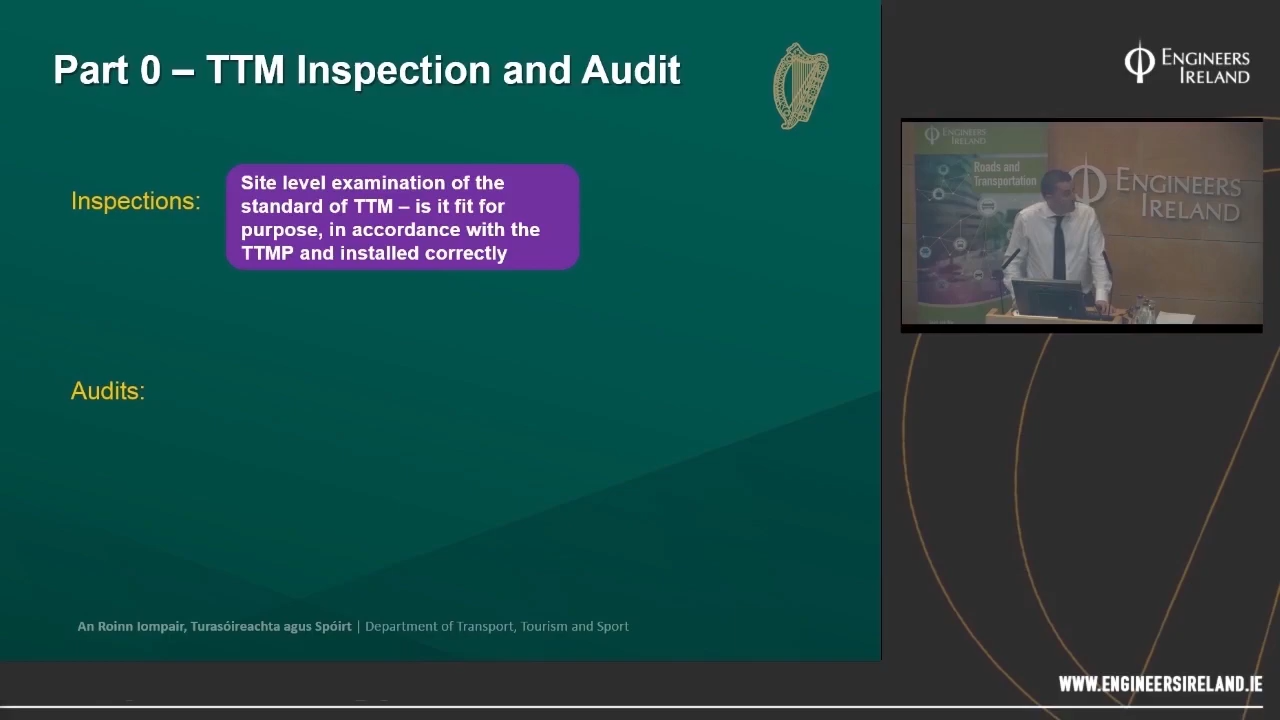 Part 0 – TTM Inspection and Audit
Inspections:
Site level examination of the
standard of TTM – is it fit for
purpose, in accordance with the
TTMP and installed correctly
Audits:
An Roinn Iompair, Turasóireachta agus Spóirt | Department of Transport, Tourism and Sport
ENGINEERS
IRELAND
ENGINEERS
IRELAND
Roads and
Transportation
ENGINEERS
IRELAND
WWW.ENGINEERSIRELAND.IE